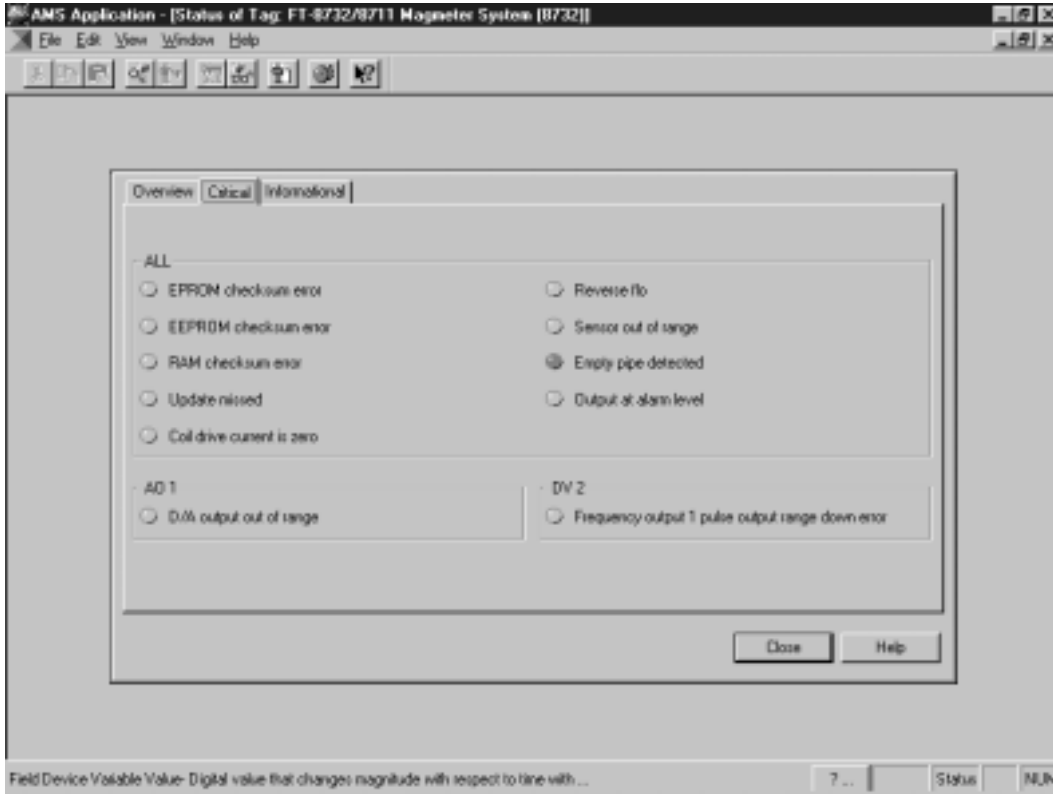 AMS Application - [Status of Tag: FT-8732/8711 Magmeter System [8732]]
File Edit View Window Help
Overview Critical Informational
ALL
EPROM checksum error
Reverse flo
EEPROM checksum error
Sensor out of range
RAM checksum error
Empty pipe detected
Update missed
Output at alarm level
Coil drive current is zero
AO 1
DV 2
D/A output out of range
Frequency output 1 pulse output range down error
Close Help
Field Device Variable Value- Digital value that changes magnitude with respect to time with ...
? ... Status NUM